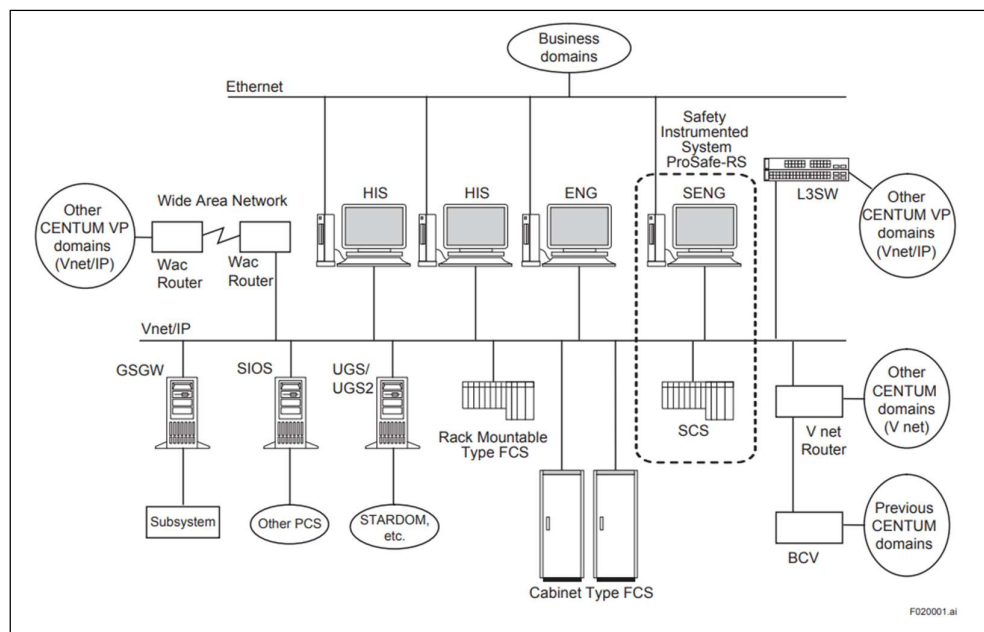 Business
domains
Ethernet
Safety
Instrumented
System
ProSafe-RS
HIS
HIS
ENG
SENG
L3SW
Other
CENTUM VP
domains
(Vnet/IP)
Wide Area Network
Wac
Router
Wac
Router
Other
CENTUM VP
domains
(Vnet/IP)
Vnet/IP
GSGW
SIOS
UGS/
UGS2
Rack Mountable
Type FCS
SCS
V net
Router
Other
CENTUM
domains
(V net)
Subsystem
Other PCS
STARDOM,
etc.
Cabinet Type FCS
BCV
Previous
CENTUM
domains
F020001.ai